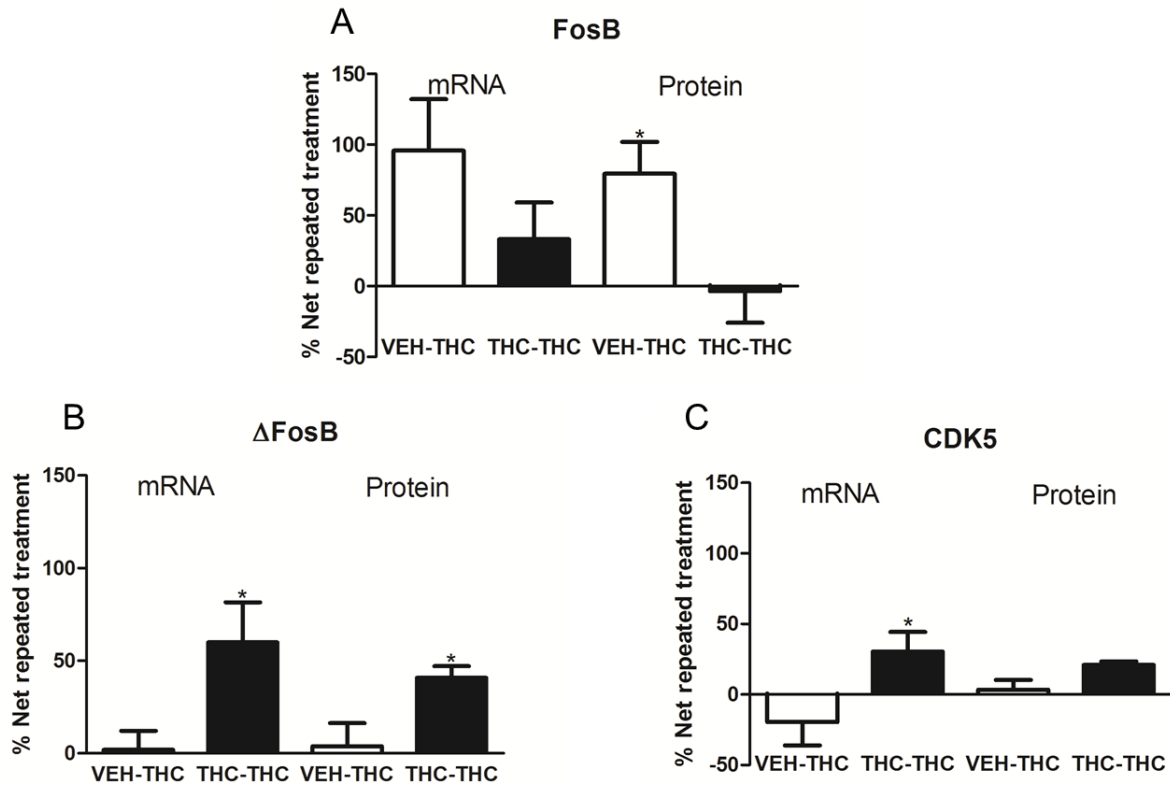 A
FosB
% Net repeated treatment
150
100
50
0
-50
mRNA
Protein
*
VEH-THC THC-THC VEH-THC THC-THC
B
ΔFosB
% Net repeated treatment
150
100
50
0
mRNA
Protein
*
*
VEH-THC THC-THC VEH-THC THC-THC
C
CDK5
% Net repeated treatment
150
100
50
0
-50
mRNA
Protein
*
VEH-THC THC-THC VEH-THC THC-THC